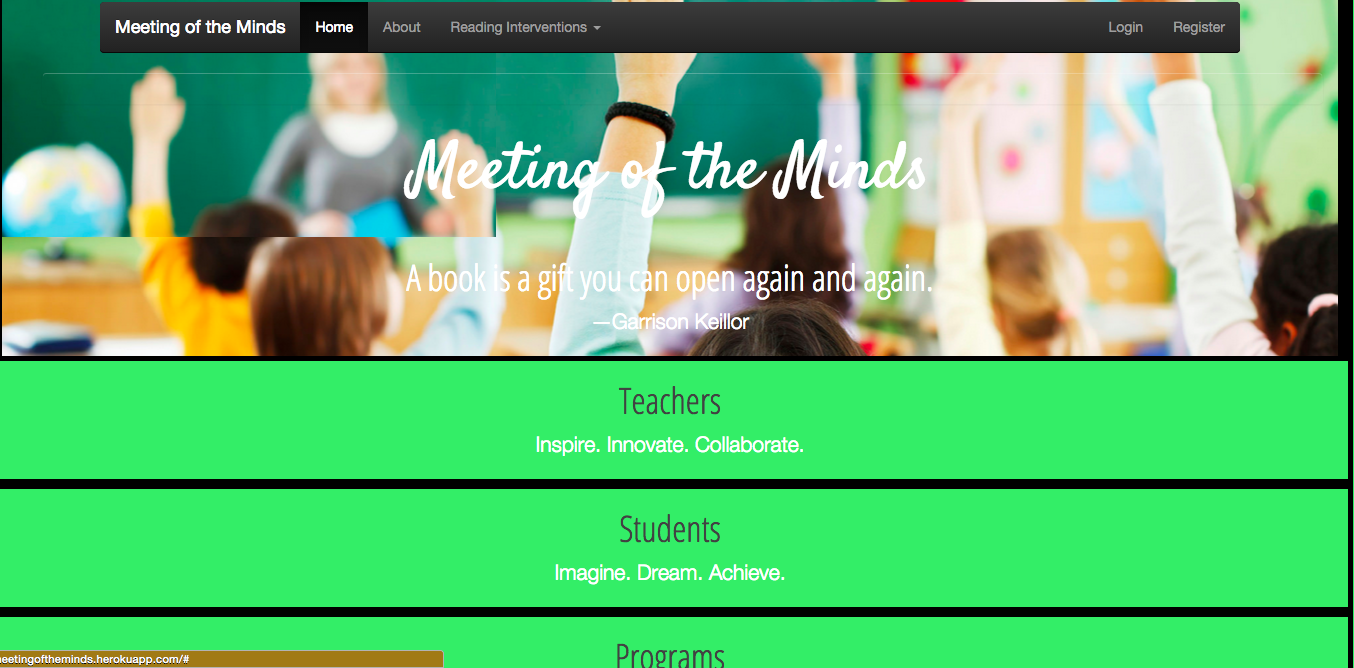 Meeting of the Minds Home About Reading Interventions Login Register
Meeting of the Minds
A book is a gift you can open again and again.
—Garrison Keillor
Teachers
Inspire. Innovate. Collaborate.
Students
Imagine. Dream. Achieve.
Programs
eetingoftheminds.herokuapp.com/#